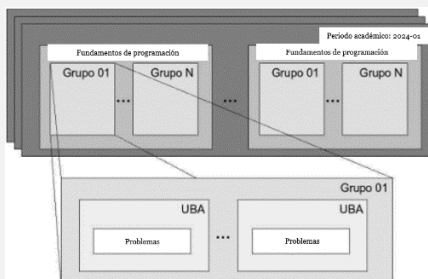 Periodo académico: 2024-01
Fundamentos de programación
Fundamentos de programación
Grupo 01
...
Grupo N
...
Grupo 01
...
Grupo N
Grupo 01
UBA
...
UBA
Problemas
Problemas